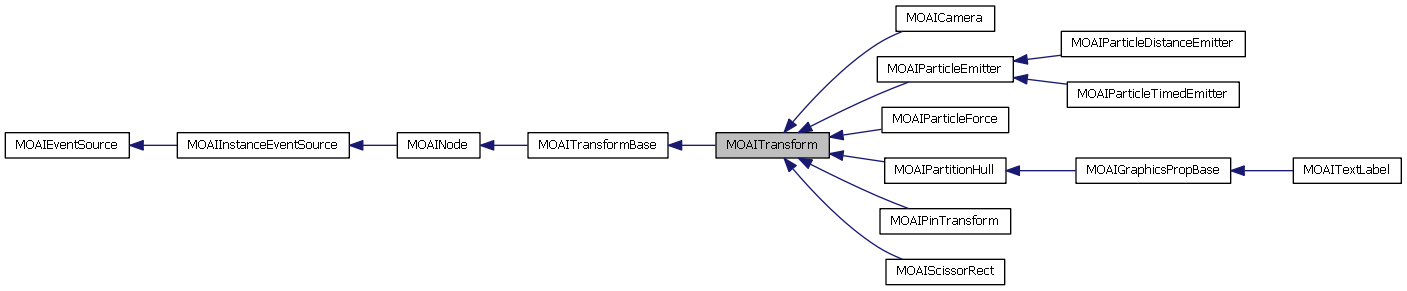 MOAICamera
MOAIParticleDistanceEmitter
MOAIParticleEmitter
MOAIParticleTimedEmitter
MOAIParticleForce
MOAIEventSource
MOAIInstanceEventSource
MOAINode
MOAITransformBase
MOAITransform
MOAIPartitionHull
MOAIGraphicsPropBase
MOAITextLabel
MOAIPinTransform
MOAIScissorRect